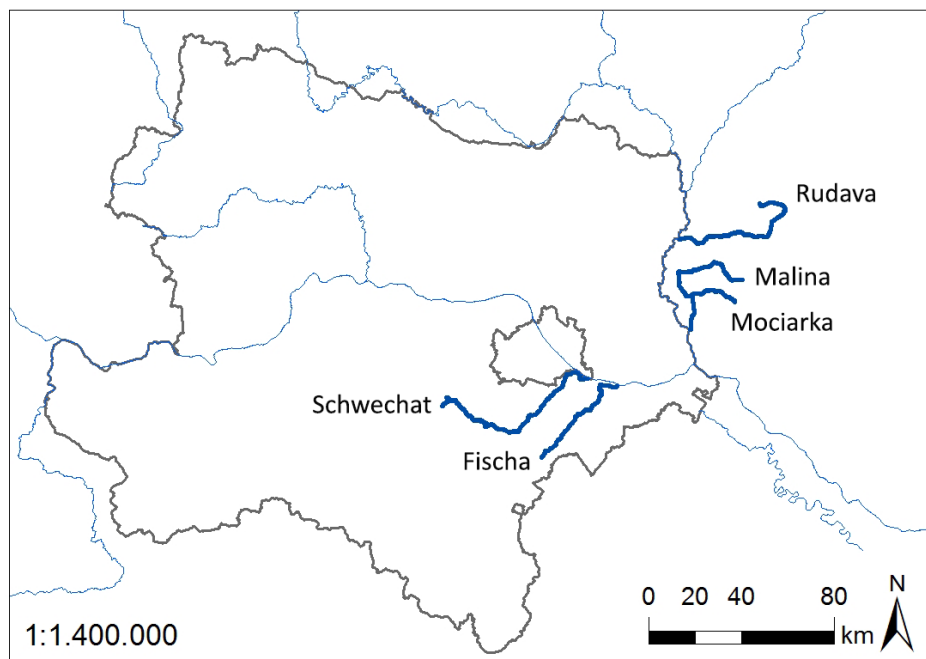 Rudava
Malina
Mociarka
Schwechat
Fischa
N
0 20 40 80
km
1:1.400.000